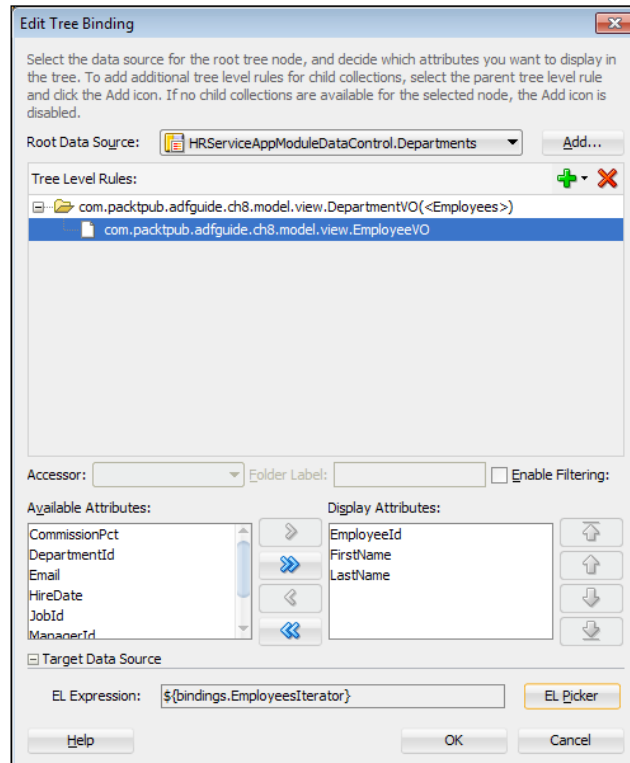 Edit Tree Binding
Select the data source for the root tree node, and decide which attributes you want to display in
the tree. To add additional tree level rules for child collections, select the parent tree level rule
and click the Add icon. If no child collections are available for the selected node, the Add icon is
disabled.
Root Data Source: HRServiceAppModuleDataControl.Departments Add...
Tree Level Rules:
com.packtpub.adfguide.ch8.model.view.DepartmentVO(<Employees>)
com.packtpub.adfguide.ch8.model.view.EmployeeVO
Accessor: Folder Label: Enable Filtering:
Available Attributes: Display Attributes:
CommissionPct EmployeeId
DepartmentId FirstName
Email LastName
HireDate
JobId
ManagerId
Target Data Source
EL Expression: ${bindings.EmployeesIterator} EL Picker
Help OK Cancel